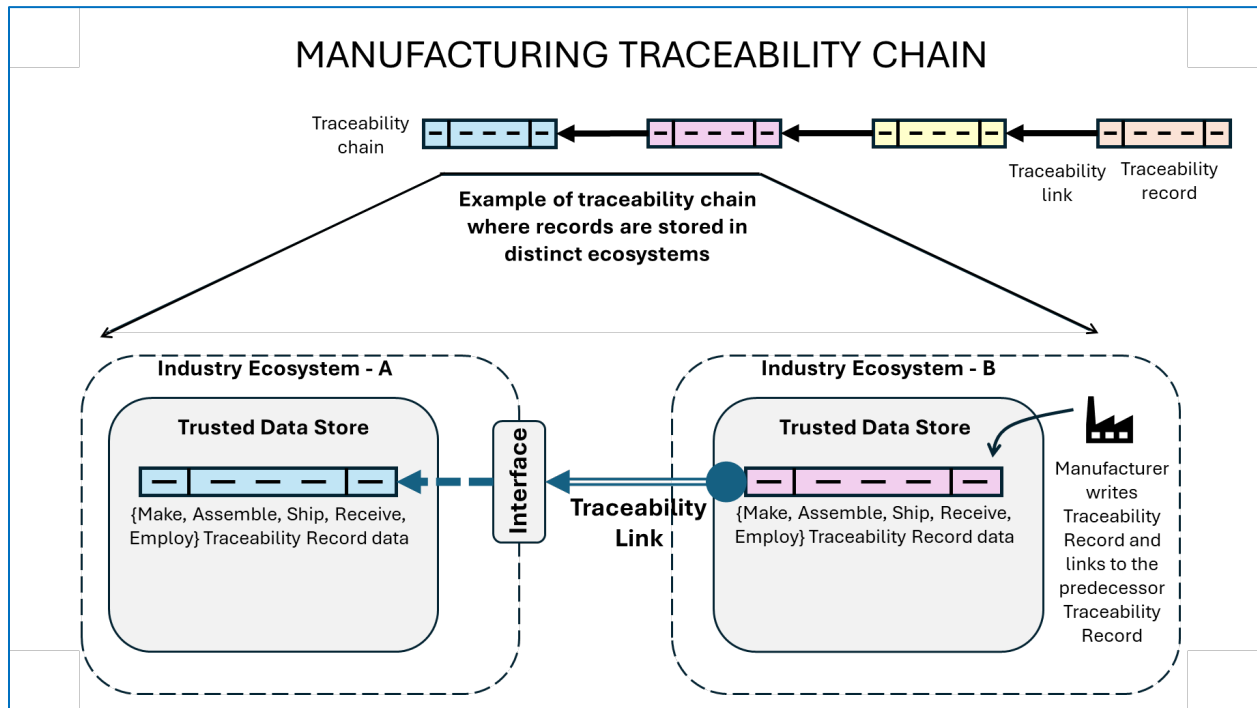 MANUFACTURING TRACEABILITY CHAIN
Traceability
chain
Traceability
link
Traceability
record
Example of traceability chain
where records are stored in
distinct ecosystems
Industry Ecosystem - A
Trusted Data Store
{Make, Assemble, Ship, Receive,
Employ} Traceability Record data
Interface
Traceability
Link
Industry Ecosystem - B
Trusted Data Store
{Make, Assemble, Ship, Receive,
Employ} Traceability Record data
Manufacturer
writes
Traceability
Record and
links to the
predecessor
Traceability
Record